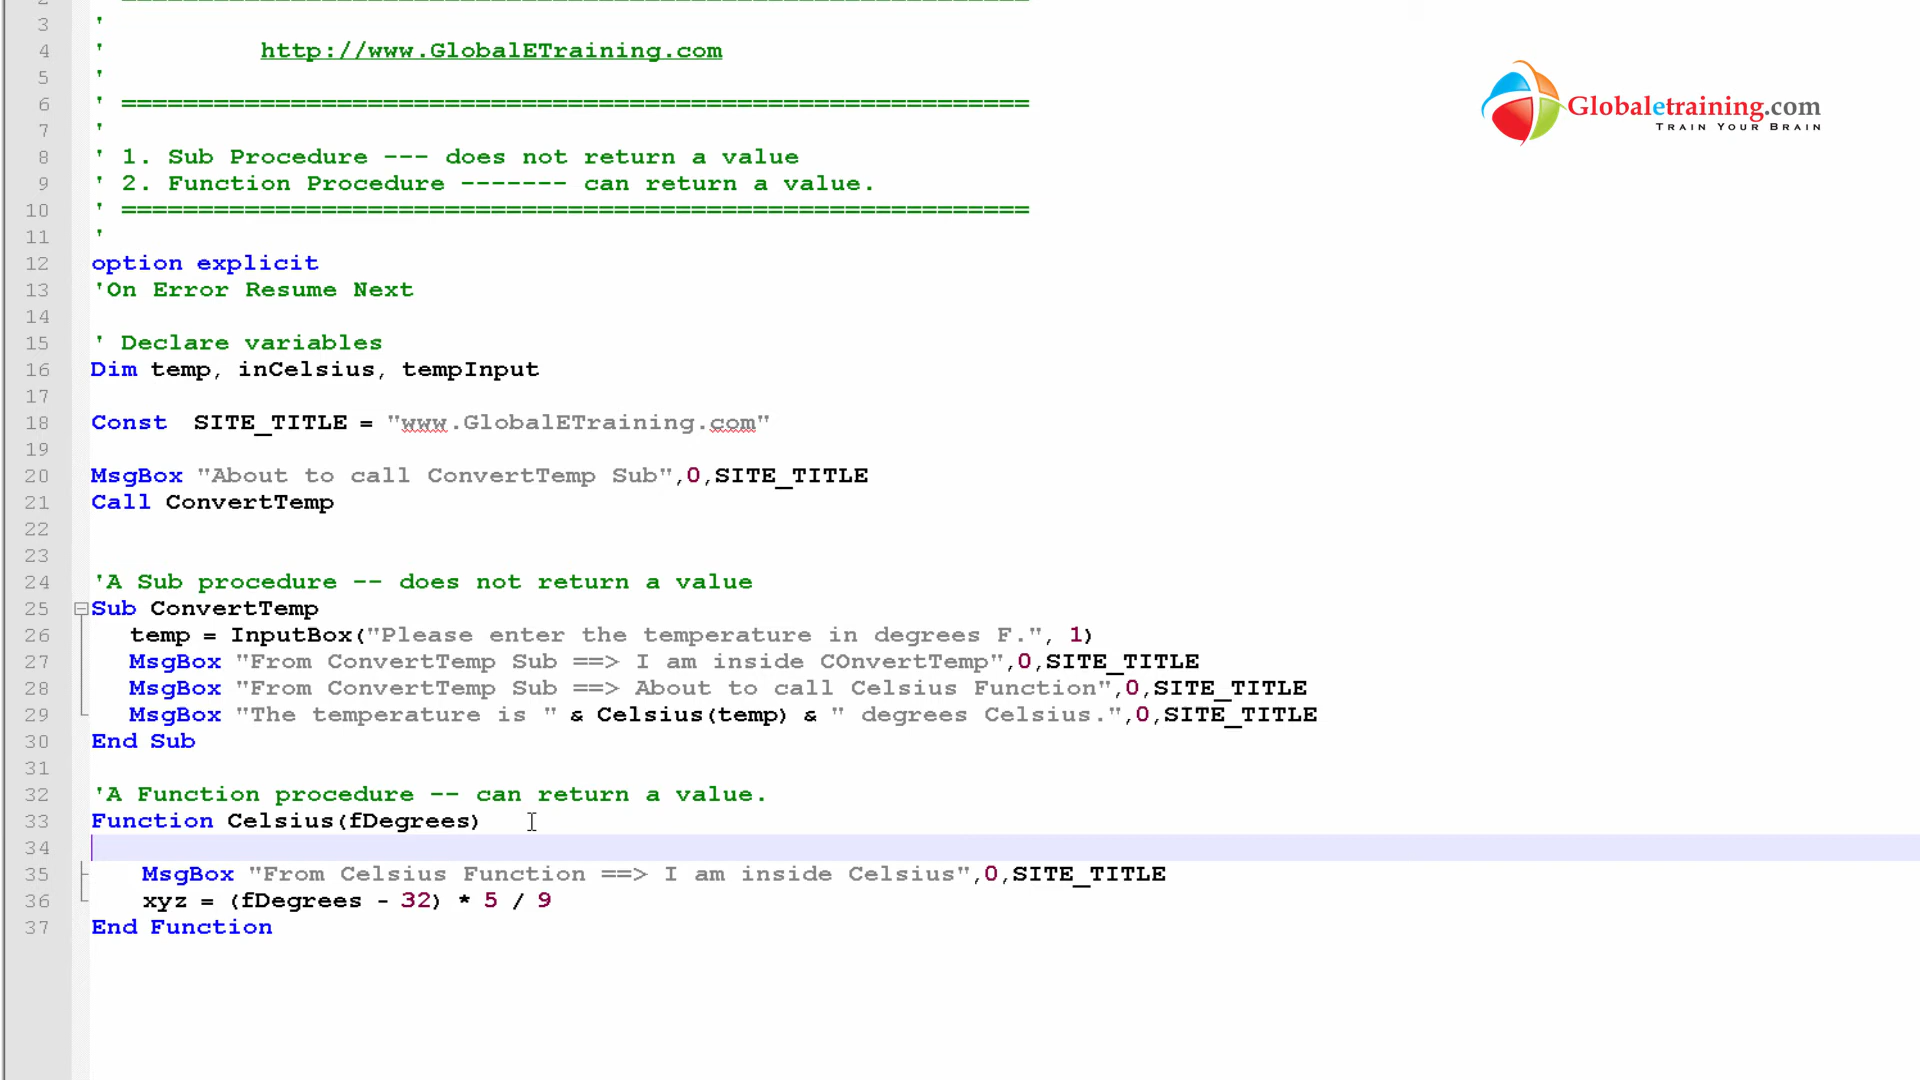 2 ' ===========================================================
3 '
4 ' http://www.GlobalETraining.com
5 '
6 ' ===========================================================
7 '
8 ' 1. Sub Procedure --- does not return a value
9 ' 2. Function Procedure ------- can return a value.
10 ' ===========================================================
11 '
12 option explicit
13 'On Error Resume Next
14
15 ' Declare variables
16 Dim temp, inCelsius, tempInput
17
18 Const  SITE_TITLE = "www.GlobalETraining.com"
19
20 MsgBox "About to call ConvertTemp Sub",0,SITE_TITLE
21 Call ConvertTemp
22
23
24 'A Sub procedure -- does not return a value
25 Sub ConvertTemp
26 temp = InputBox("Please enter the temperature in degrees F.", 1)
27 MsgBox "From ConvertTemp Sub ==> I am inside COnvertTemp",0,SITE_TITLE
28 MsgBox "From ConvertTemp Sub ==> About to call Celsius Function",0,SITE_TITLE
29 MsgBox "The temperature is " & Celsius(temp) & " degrees Celsius.",0,SITE_TITLE
30 End Sub
31
32 'A Function procedure -- can return a value.
33 Function Celsius(fDegrees)
34
35 MsgBox "From Celsius Function ==> I am inside Celsius",0,SITE_TITLE
36 xyz = (fDegrees - 32) * 5 / 9
37 End Function
Globaletraining.com
TRAIN YOUR BRAIN